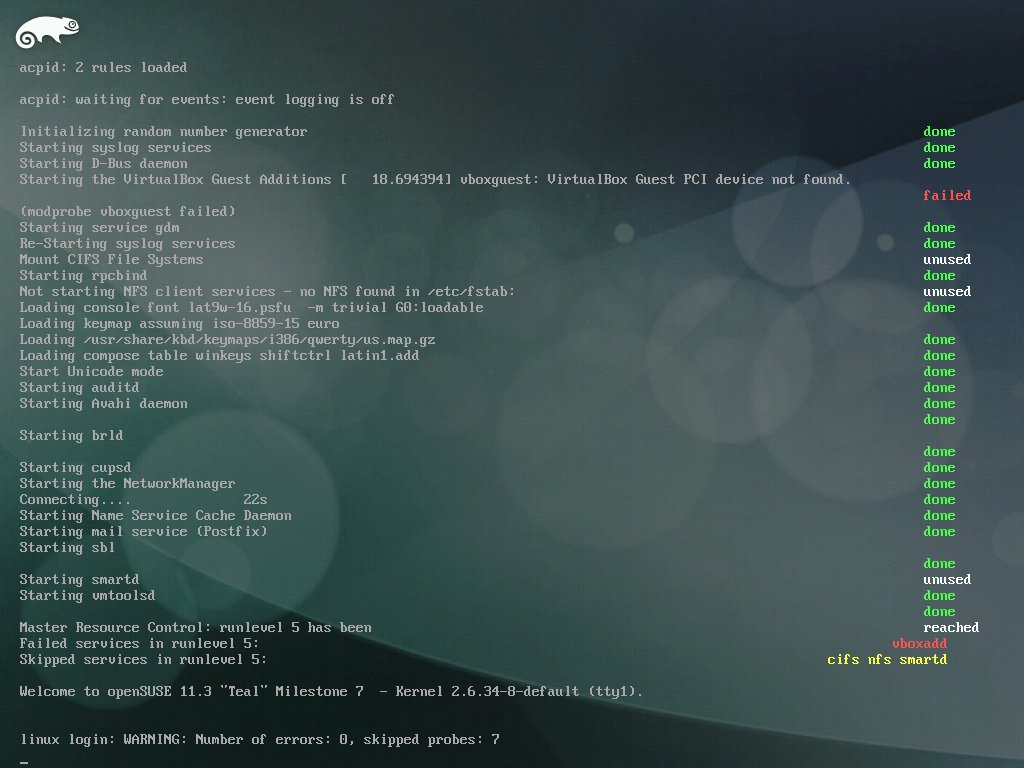 acpid: 2 rules loaded
acpid: waiting for events: event logging is off
Initializing random number generator done
Starting syslog services done
Starting D-Bus daemon done
Starting the VirtualBox Guest Additions [   18.694394] vboxguest: VirtualBox Guest PCI device not found.
failed
(modprobe vboxguest failed)
Starting service gdm done
Re-Starting syslog services done
Mount CIFS File Systems unused
Starting rpcbind done
Not starting NFS client services - no NFS found in /etc/fstab: unused
Loading console font lat9w-16.psfu  -m trivial G0:loadable done
Loading keymap assuming iso-8859-15 euro
Loading /usr/share/kbd/keymaps/i386/qwerty/us.map.gz done
Loading compose table winkeys shiftctrl latin1.add done
Start Unicode mode done
Starting auditd done
Starting Avahi daemon done
done
Starting brld
done
Starting cupsd done
Starting the NetworkManager done
Connecting.... 22s done
Starting Name Service Cache Daemon done
Starting mail service (Postfix) done
Starting sbl
done
Starting smartd unused
Starting vmtoolsd done
done
Master Resource Control: runlevel 5 has been reached
Failed services in runlevel 5: vboxadd
Skipped services in runlevel 5: cifs nfs smartd
Welcome to openSUSE 11.3 "Teal" Milestone 7  - Kernel 2.6.34-8-default (tty1).
linux login: WARNING: Number of errors: 0, skipped probes: 7
_